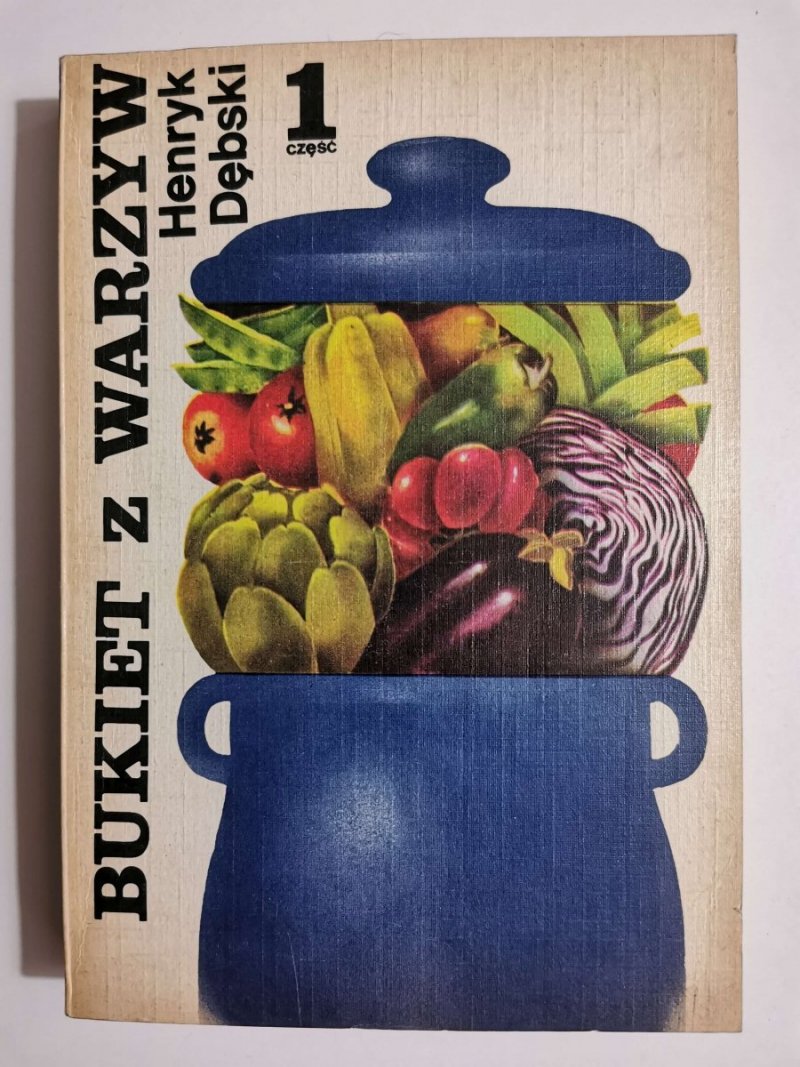 BUKIET z WARZYW
Henryk
Dębski
1
część